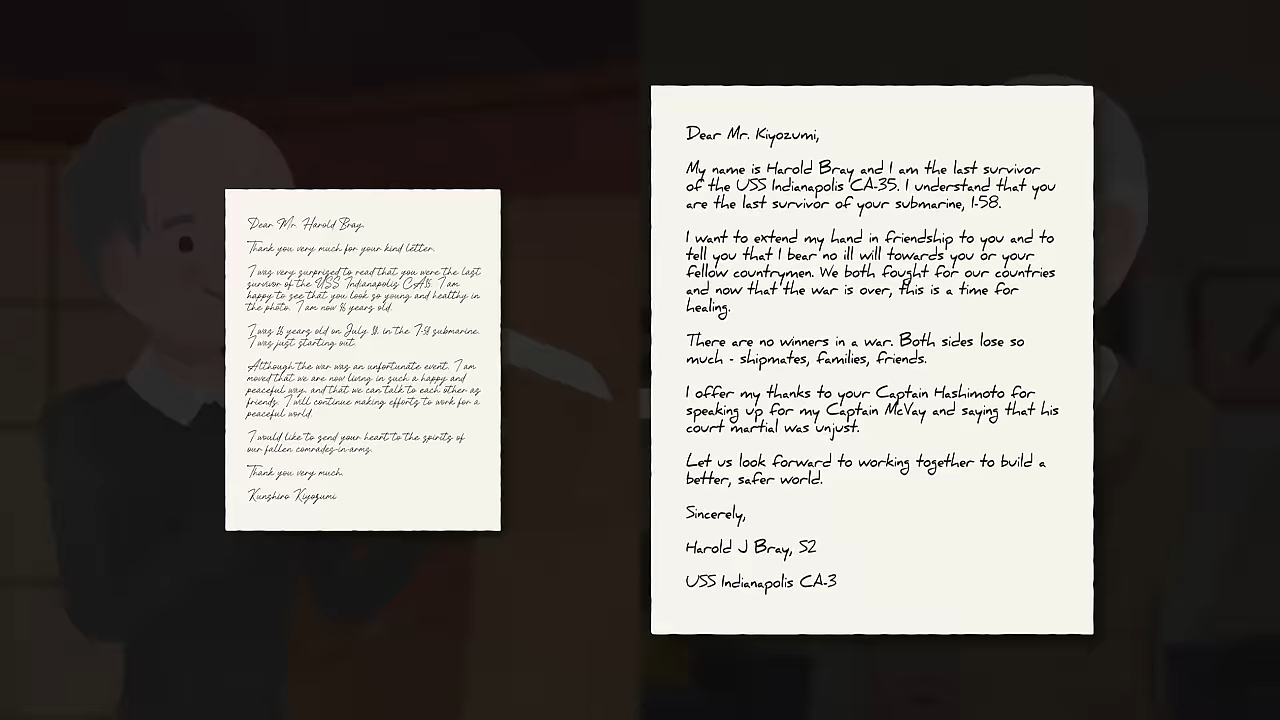 Dear Mr. Harold Bray,
Thank you very much for your kind letter.
I was very surprised to read that you were the last
survivor of the USS Indianapolis CA35. I am
happy to see that you look so young and healthy in
the photo. I am now 96 years old.
I was 16 years old on July in the I-58 submarine.
I was just starting out.
Although the war was an unfortunate event, I am
moved that we are now living in such a happy and
peaceful way, and that we can talk to each other as
friends. I will continue making efforts to work for a
peaceful world.
I would like to send your heart to the spirits of
our fallen comrades-in-arms.
Thank you very much.
Kunshiro Kiyozumi
Dear Mr. Kiyozumi,
My name is Harold Bray and I am the last survivor
of the USS Indianapolis CA-35. I understand that you
are the last survivor of your submarine, I-58.
I want to extend my hand in friendship to you and to
tell you that I bear no ill will towards you or your
fellow countrymen. We both fought for our countries
and now that the war is over, this is a time for
healing.
There are no winners in a war. Both sides lose so
much - shipmates, families, friends.
I offer my thanks to your Captain Hashimoto for
speaking up for my Captain McVay and saying that his
court martial was unjust.
Let us look forward to working together to build a
better, safer world.
Sincerely,
Harold J Bray, S2
USS Indianapolis CA-3